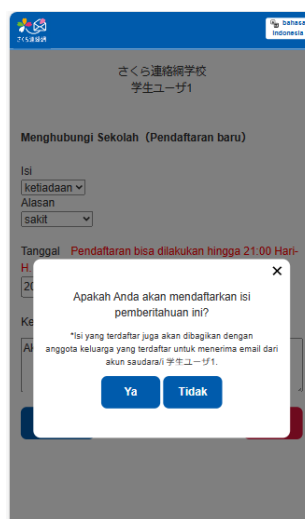 さくら連絡網
bahasa
Indonesia
さくら連絡網学校
学生ユーザ1
Menghubungi Sekolah（Pendaftaran baru）
Isi
ketiadaan
Alasan
sakit
Tanggal Pendaftaran bisa dilakukan hingga 21:00 Hari-
H.
20
×
Apakah Anda akan mendaftarkan isi
pemberitahuan ini?
*Isi yang terdaftar juga akan dibagikan dengan
anggota keluarga yang terdaftar untuk menerima email dari
akun saudara/i 学生ユーザ1.
Ke
Ya Tidak